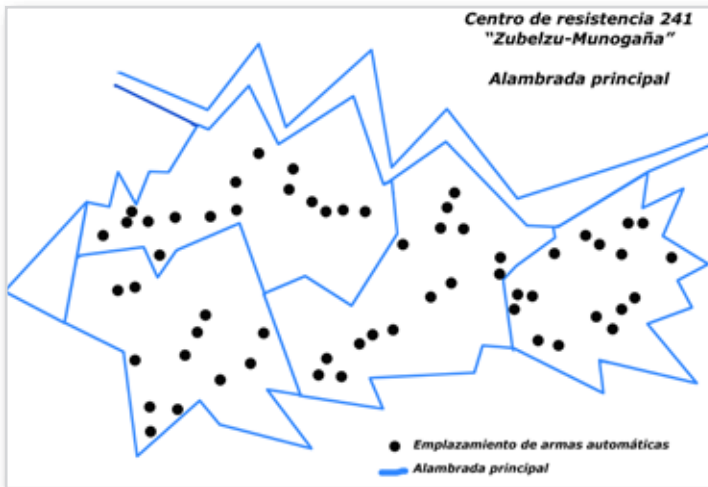 Centro de resistencia 241
“Zubelzu-Munogaña”
Alambrada principal
Emplazamiento de armas automáticas
Alambrada principal